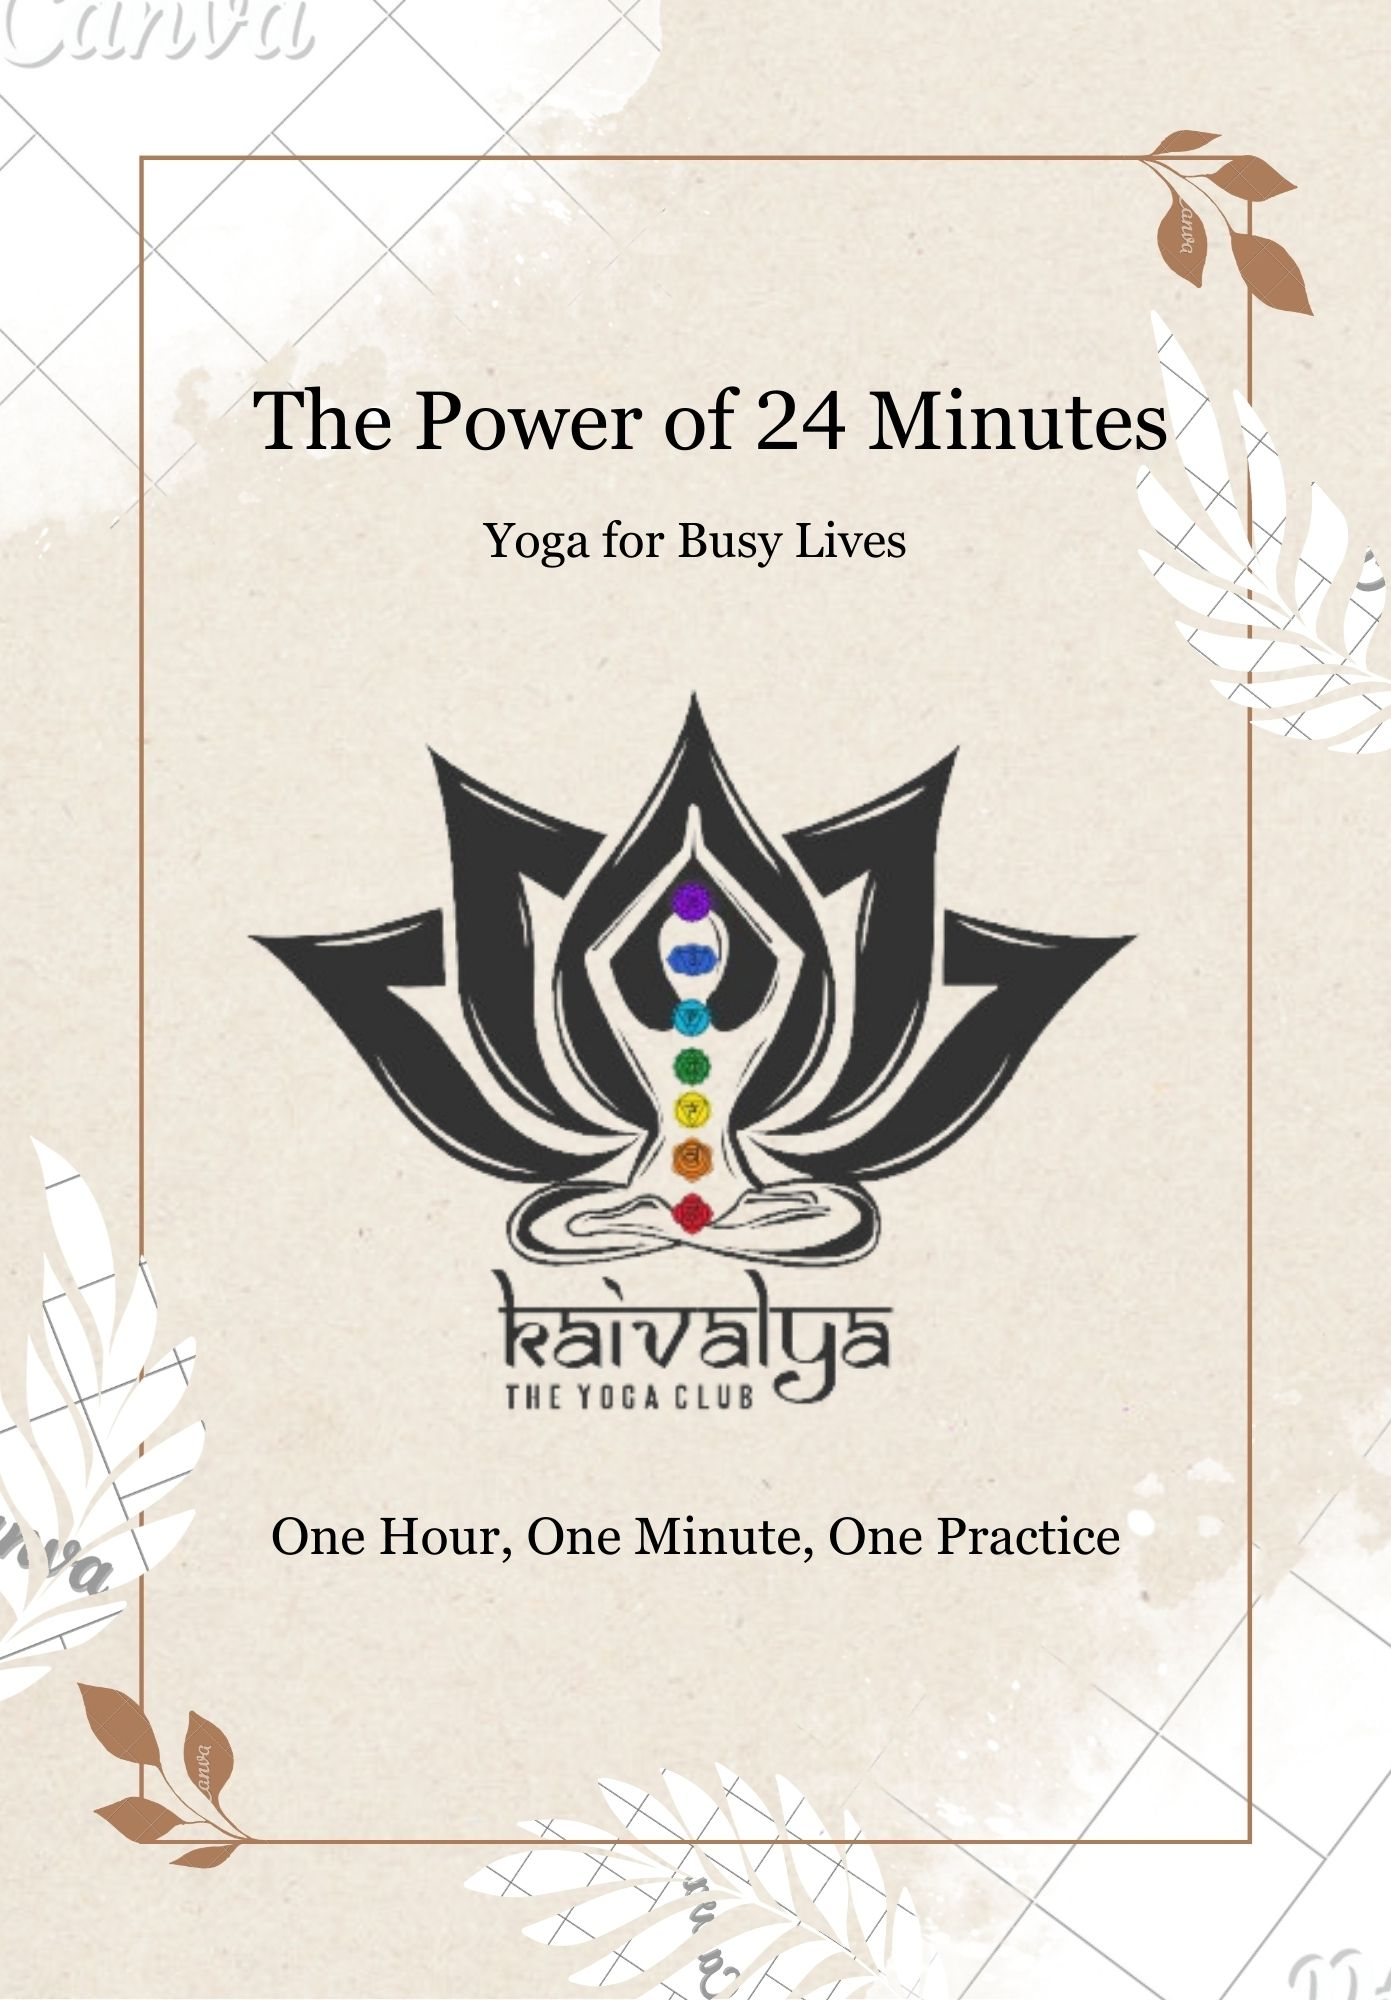 Canva
Canva
The Power of 24 Minutes
Yoga for Busy Lives
kaivalya
THE YOGA CLUB
One Hour, One Minute, One Practice